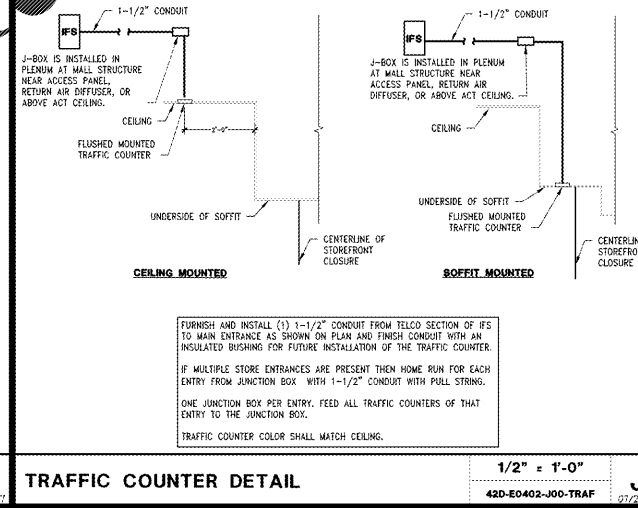 1-1/2" CONDUIT
IFS
J-BOX IS INSTALLED IN
PLENUM AT MALL STRUCTURE
NEAR ACCESS PANEL,
RETURN AIR DIFFUSER, OR
ABOVE ACT CEILING.
CEILING
2'-0"
FLUSHED MOUNTED
TRAFFIC COUNTER
UNDERSIDE OF SOFFIT
CENTERLINE OF
STOREFRONT
CLOSURE
CEILING MOUNTED
1-1/2" CONDUIT
IFS
J-BOX IS INSTALLED IN PLENUM
AT MALL STRUCTURE NEAR
ACCESS PANEL, RETURN AIR
DIFFUSER, OR ABOVE ACT CEILING.
CEILING
UNDERSIDE OF SOFFIT
FLUSHED MOUNTED
TRAFFIC COUNTER
CENTERLIN
STOREFRO
CLOSURE
SOFFIT MOUNTED
FURNISH AND INSTALL (1) 1-1/2" CONDUIT FROM TELCO SECTION OF IFS
TO MAIN ENTRANCE AS SHOWN ON PLAN AND FINISH CONDUIT WITH AN
INSULATED BUSHING FOR FUTURE INSTALLATION OF THE TRAFFIC COUNTER.
IF MULTIPLE STORE ENTRANCES ARE PRESENT THEN HOME RUN FOR EACH
ENTRY FROM JUNCTION BOX WITH 1-1/2" CONDUIT WITH PULL STRING.
ONE JUNCTION BOX PER ENTRY. FEED ALL TRAFFIC COUNTERS OF THAT
ENTRY TO THE JUNCTION BOX.
TRAFFIC COUNTER COLOR SHALL MATCH CEILING.
TRAFFIC COUNTER DETAIL
1/2" = 1'-0"
42D-E0402-J00-TRAF
07/2